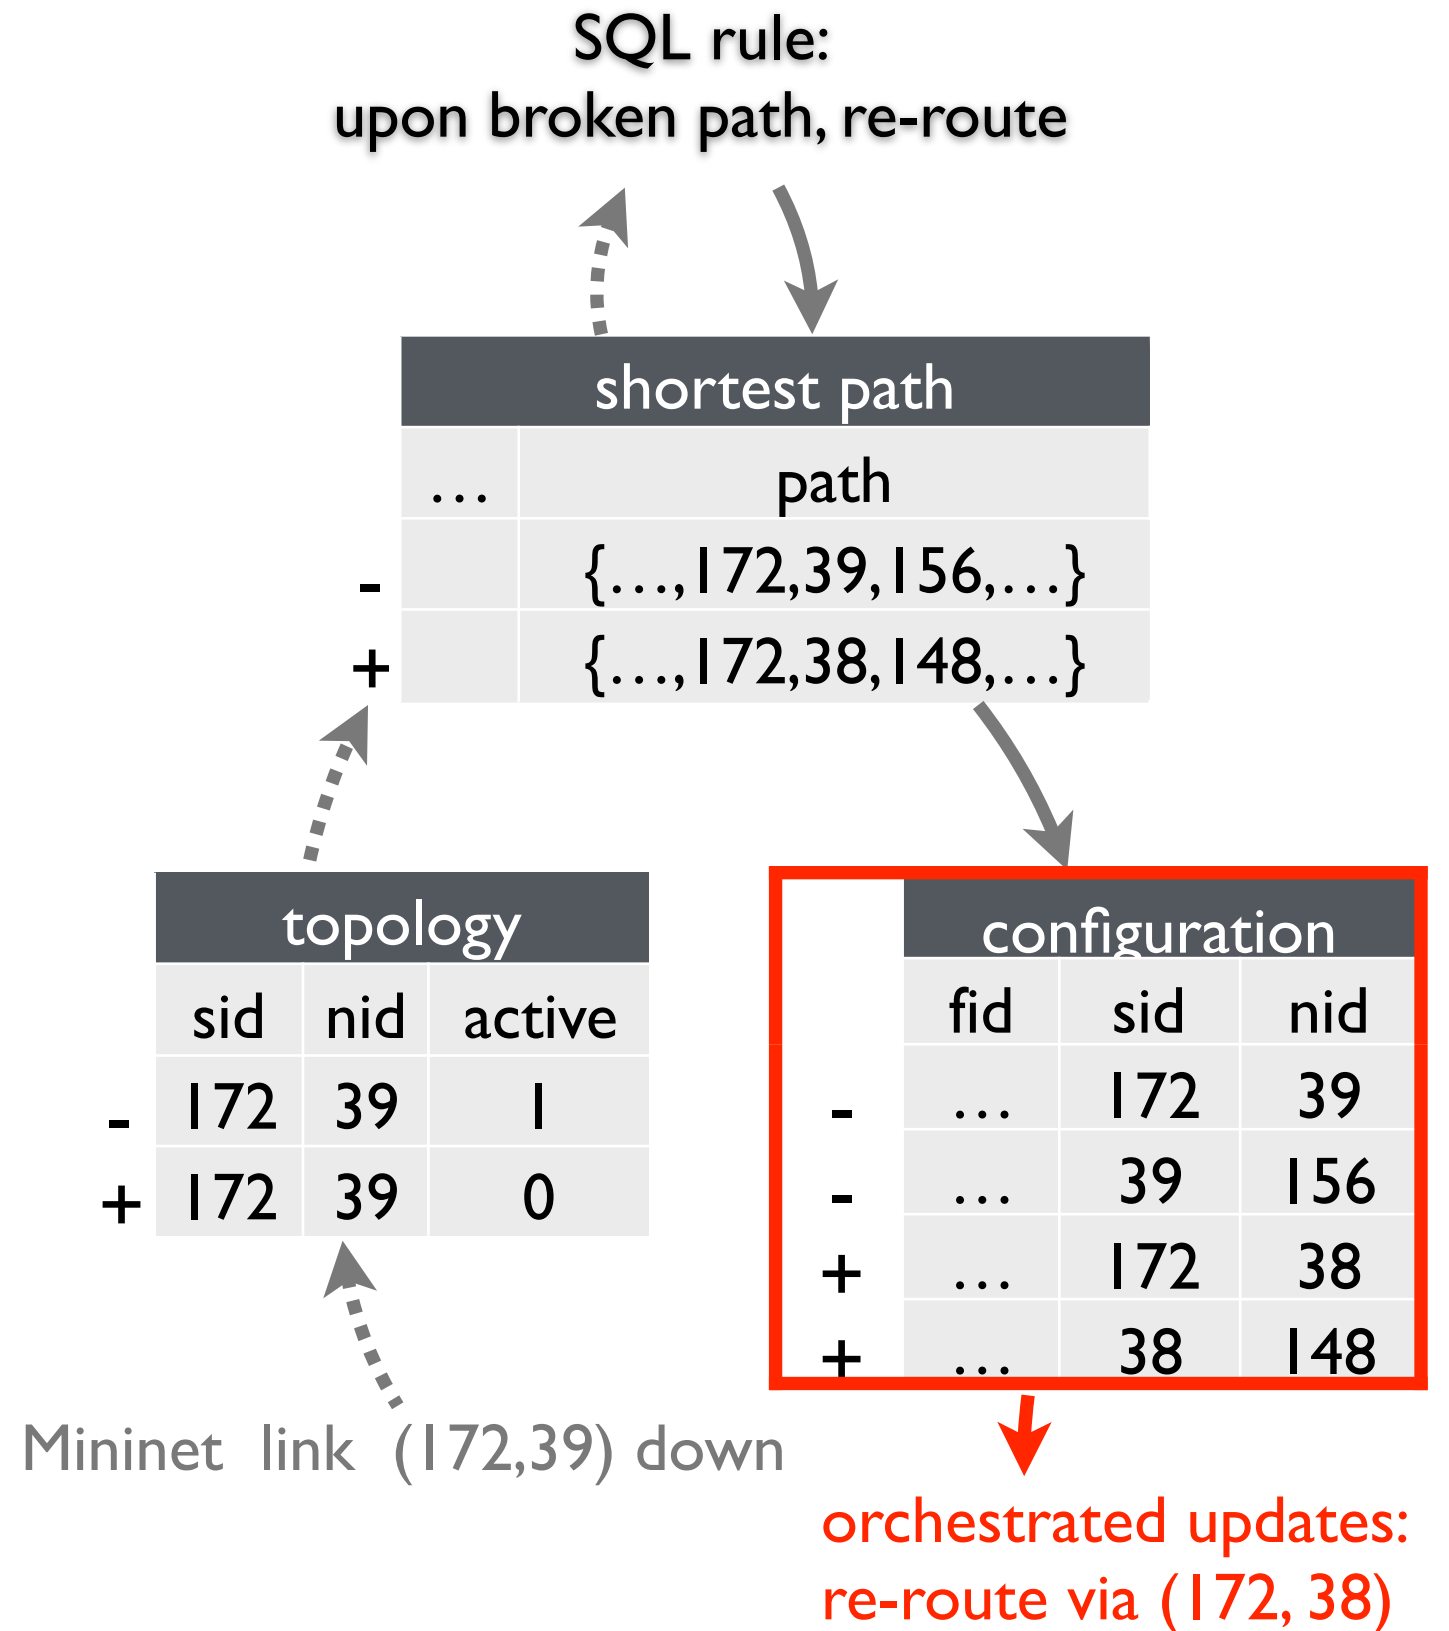 SQL rule:
upon broken path, re-route
shortest path
… path
- {…,172,39,156,…}
+ {…,172,38,148,…}
topology
sid nid active
- 172 39 1
+ 172 39 0
Mininet link (172,39) down
configuration
fid sid nid
- … 172 39
- … 39 156
+ … 172 38
+ … 38 148
orchestrated updates:
re-route via (172, 38)